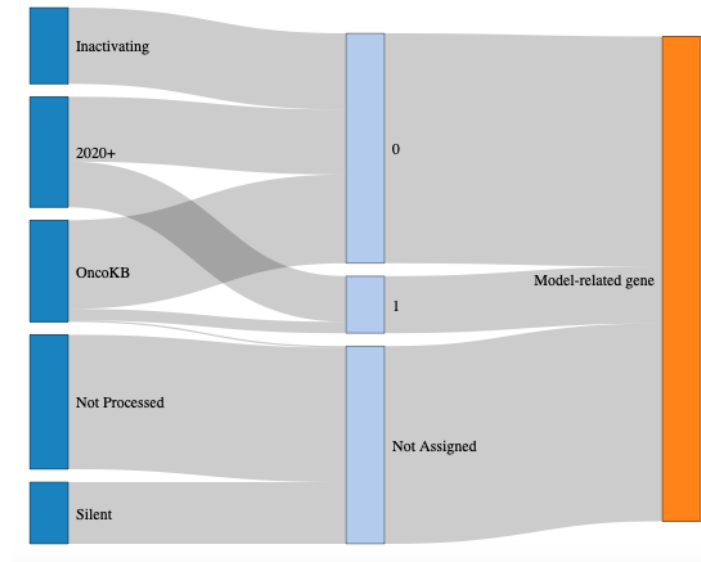 Inactivating
2020+
0
OncoKB
Model-related gene
1
Not Processed
Not Assigned
Silent